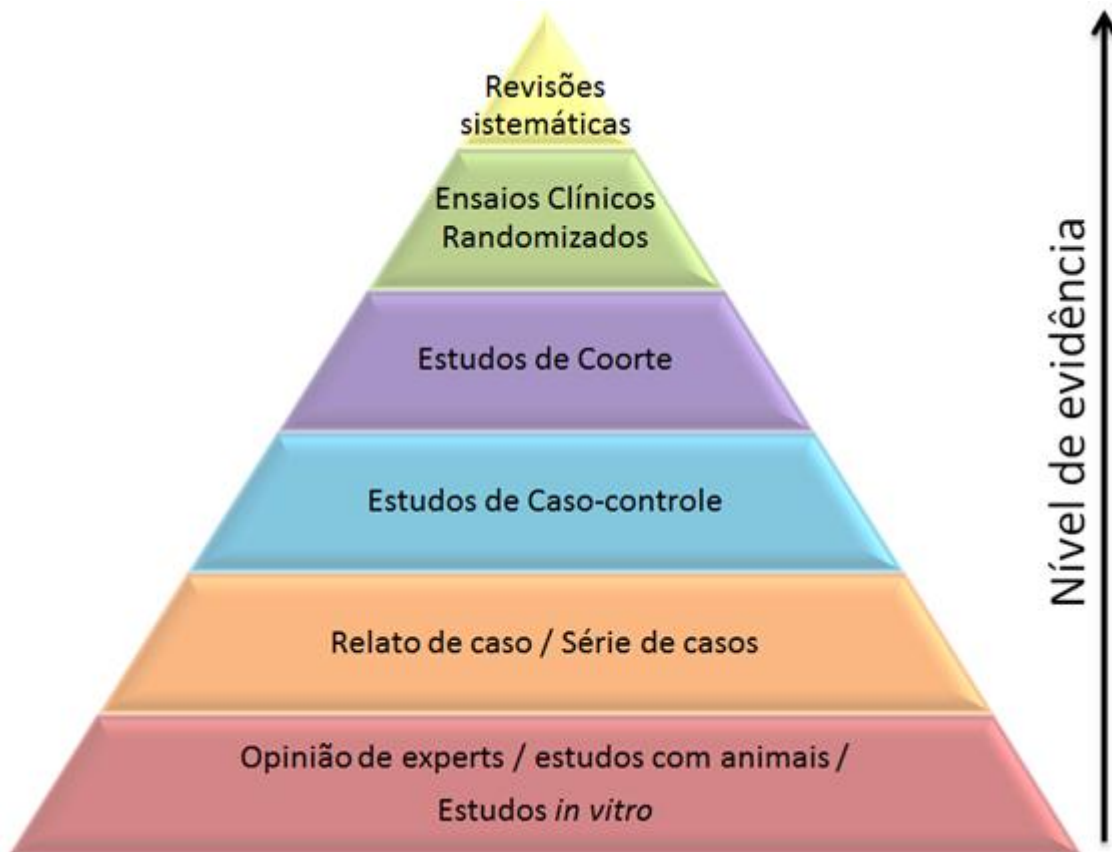 Revisões
sistemáticas
Ensaios Clínicos
Randomizados
Estudos de Coorte
Estudos de Caso-controle
Relato de caso / Série de casos
Opinião de experts / estudos com animais /
Estudos in vitro
Nível de evidência